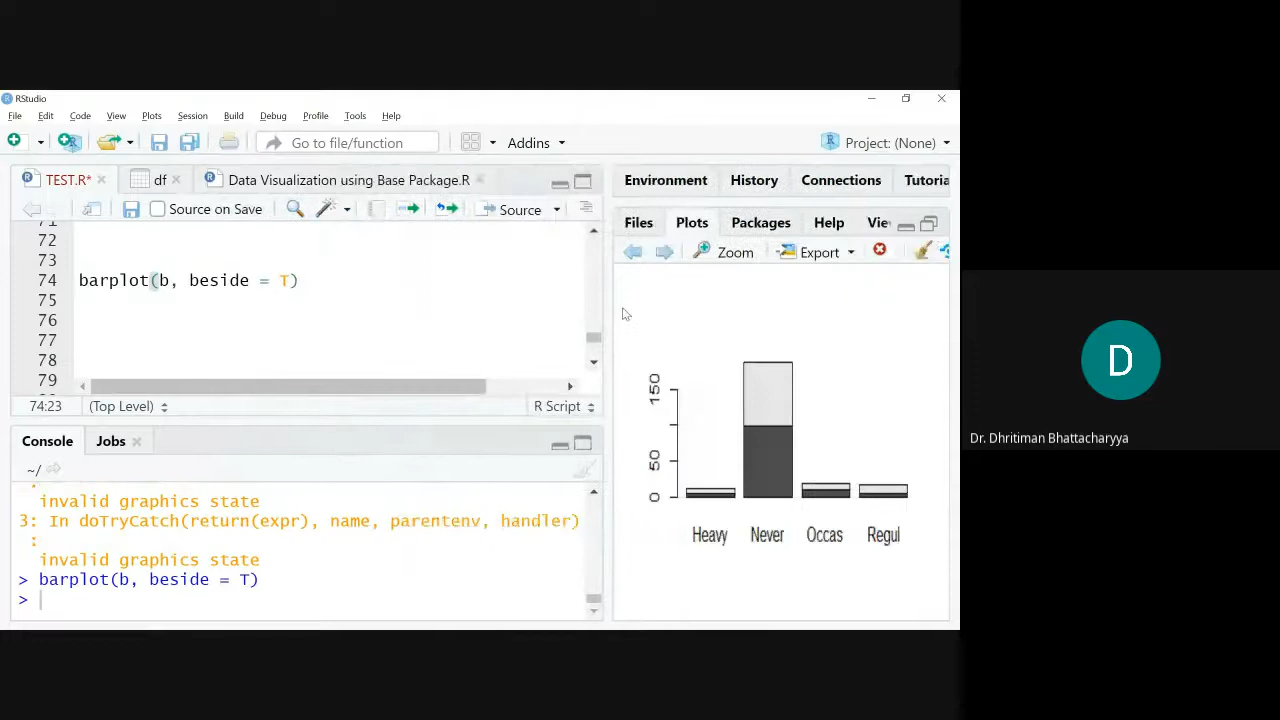 RStudio
File Edit Code View Plots Session Build Debug Profile Tools Help
Go to file/function Addins Project: (None)
TEST.R* df Data Visualization using Base Package.R
Source on Save Source
71
72
73
74 barplot(b, beside = T)
75
76
77
78
79
74:23 (Top Level) R Script
Console Jobs
~/
invalid graphics state
3: In doTryCatch(return(expr), name, parentenv, handler)
:
invalid graphics state
> barplot(b, beside = T)
>
Environment History Connections Tutoria
Files Plots Packages Help Vie
Zoom Export
150
50
0
Heavy Never Occas Regul
D
Dr. Dhritiman Bhattacharyya